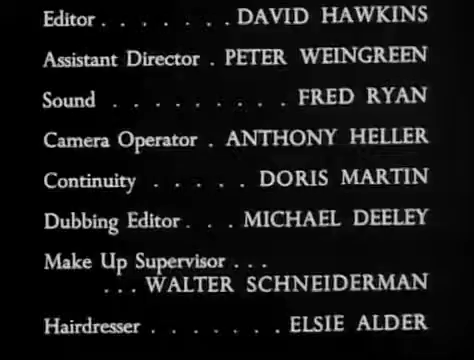 Editor . . . . . . . DAVID HAWKINS
Assistant Director . PETER WEINGREEN
Sound . . . . . . . . . FRED RYAN
Camera Operator . ANTHONY HELLER
Continuity . . . . . DORIS MARTIN
Dubbing Editor . . . MICHAEL DEELEY
Make Up Supervisor . . .
. . . WALTER SCHNEIDERMAN
Hairdresser . . . . . . . ELSIE ALDER